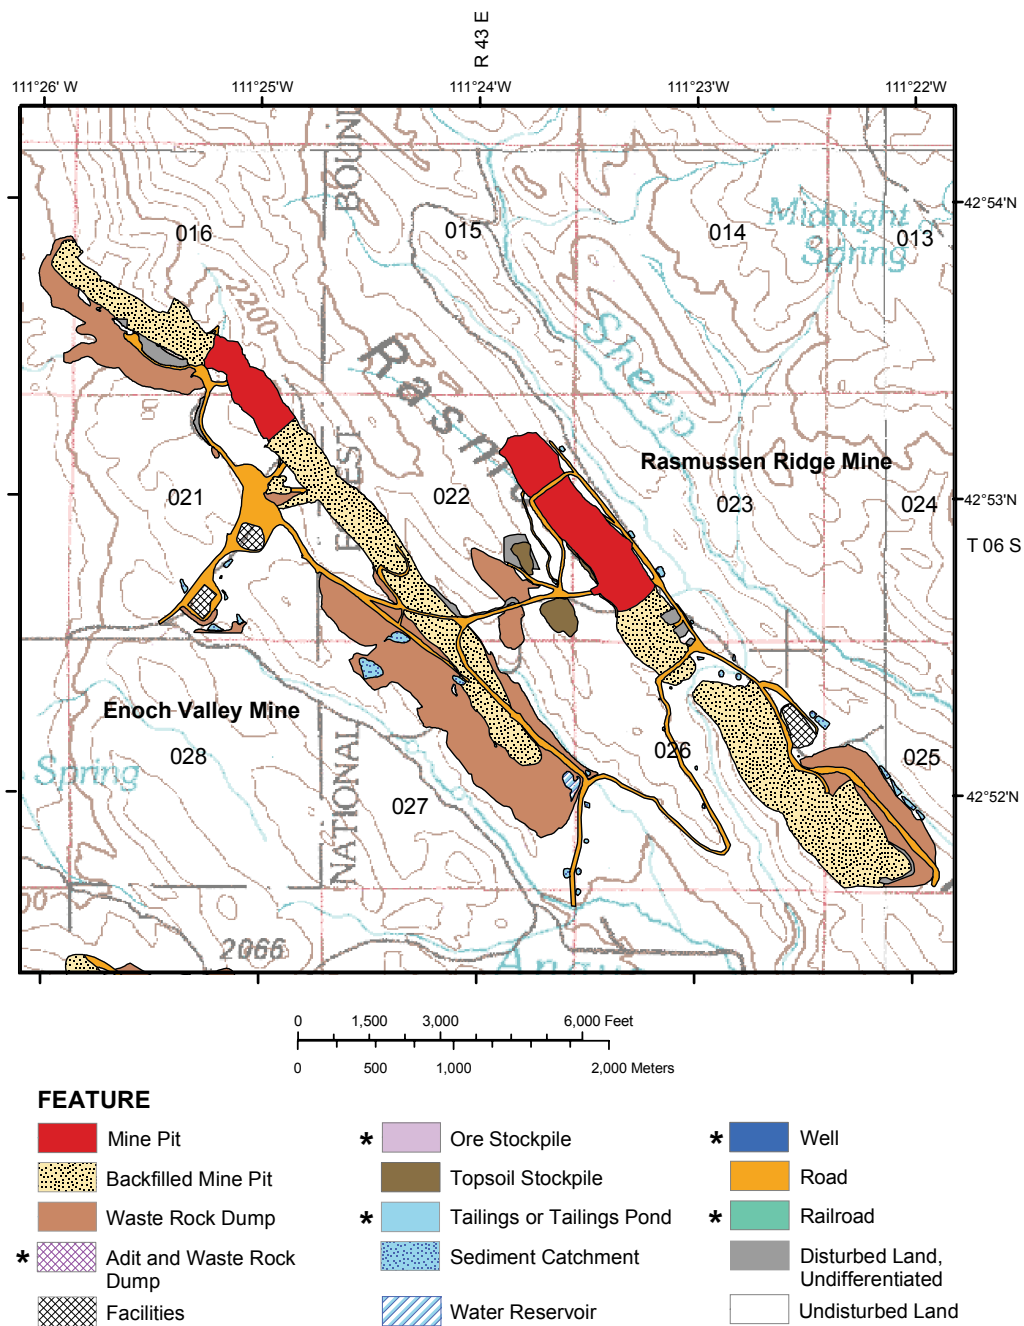 R 43 E
111°26' W
111°25'W
111°24'W
111°23'W
111°22'W
42°54'N
42°53'N
T 06 S
42°52'N
016
015
014
013
Midnight
Spring
2200
Sheep
Rasmussen Ridge Mine
021
022
023
024
Enoch Valley Mine
028
027
026
025
Spring
NATIONAL
2066
0 1,500 3,000 6,000 Feet
0 500 1,000 2,000 Meters
FEATURE
Mine Pit
Backfilled Mine Pit
Waste Rock Dump
* Adit and Waste Rock
Dump
Facilities
* Ore Stockpile
Topsoil Stockpile
* Tailings or Tailings Pond
Sediment Catchment
Water Reservoir
* Well
Road
* Railroad
Disturbed Land,
Undifferentiated
Undisturbed Land